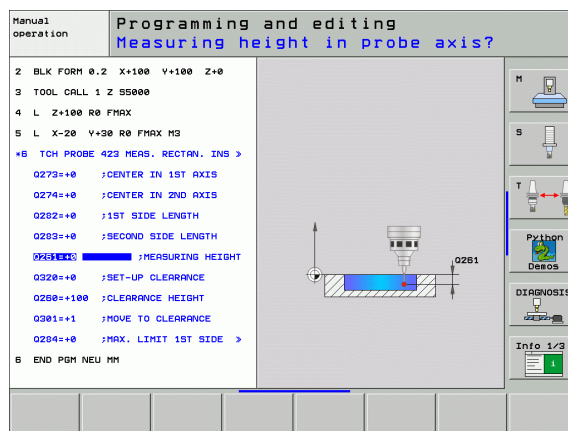 Manual
operation
Programming and editing
Measuring height in probe axis?
2 BLK FORM 0.2 X+100 Y+100 Z+0
3 TOOL CALL 1 Z S5000
4 L Z+100 R0 FMAX
5 L X-20 Y+30 R0 FMAX M3
*6 TCH PROBE 423 MEAS. RECTAN. INS »
Q273=+0 ;CENTER IN 1ST AXIS
Q274=+0 ;CENTER IN 2ND AXIS
Q282=+0 ;1ST SIDE LENGTH
Q283=+0 ;SECOND SIDE LENGTH
Q261=+0 ;MEASURING HEIGHT
Q320=+0 ;SET-UP CLEARANCE
Q260=+100 ;CLEARANCE HEIGHT
Q301=+1 ;MOVE TO CLEARANCE
Q284=+0 ;MAX. LIMIT 1ST SIDE »
6 END PGM NEU MM
Q261
M
S
T
Python
Demos
DIAGNOSIS
Info 1/3
i